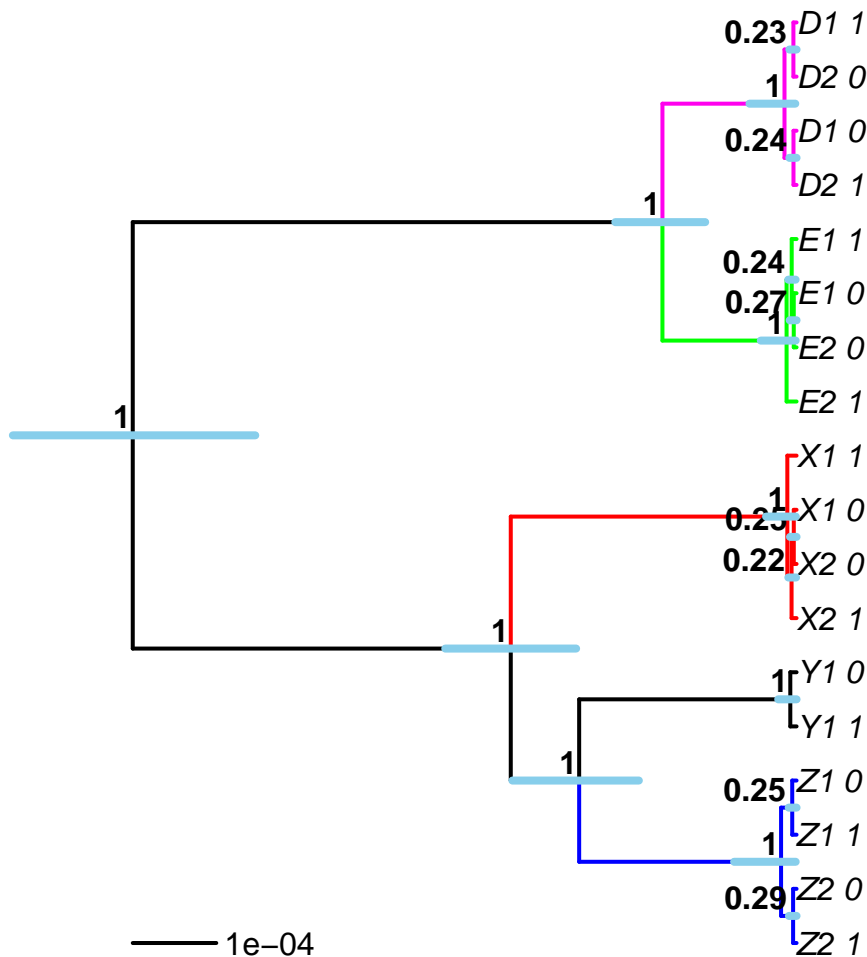 D1 1
0.23
D2 0
1
D1 0
0.24
D2 1
1
E1 1
0.24
E1 0
0.27
1
E2 0
E2 1
1
X1 1
1
X1 0
0.25
0.22
X2 0
X2 1
1
Y1 0
1
Y1 1
1
Z1 0
0.25
Z1 1
1
Z2 0
0.29
Z2 1
1e−04